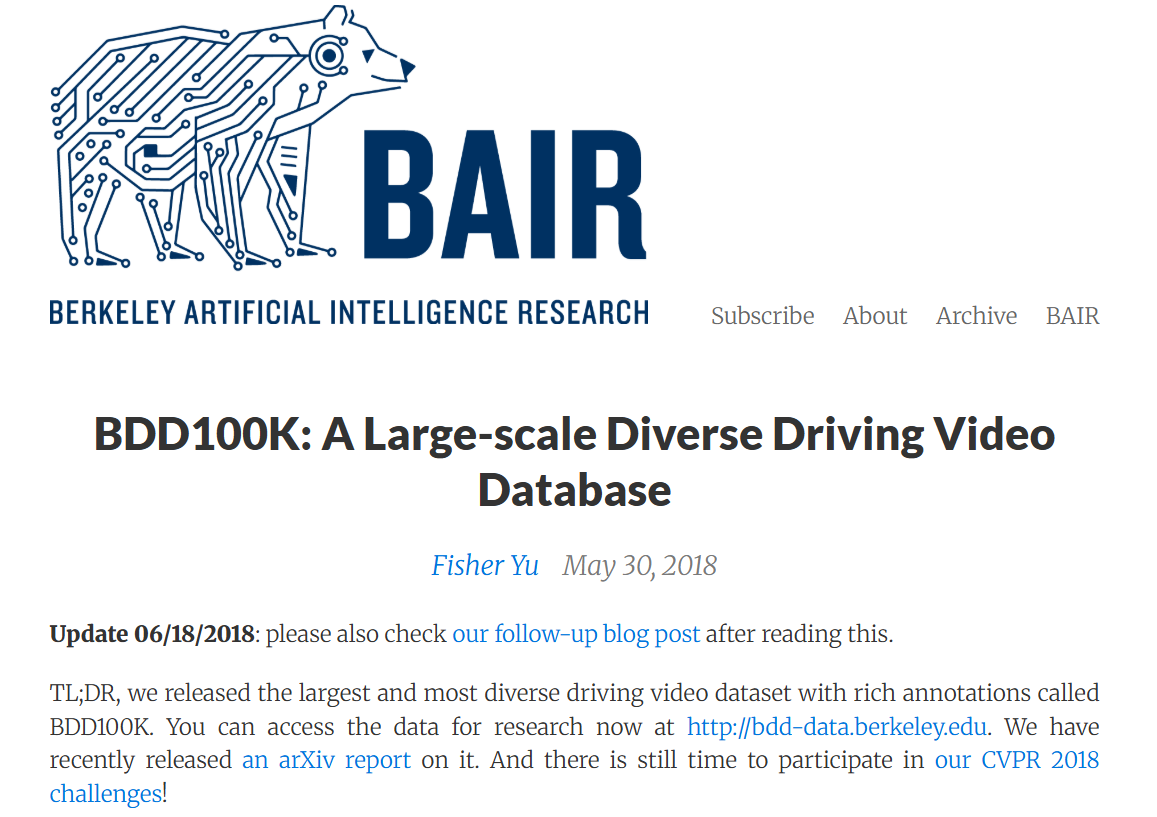 BAIR
BERKELEY ARTIFICIAL INTELLIGENCE RESEARCH
Subscribe About Archive BAIR
BDD100K: A Large-scale Diverse Driving Video
Database
Fisher Yu May 30, 2018
Update 06/18/2018: please also check our follow-up blog post after reading this.
TL;DR, we released the largest and most diverse driving video dataset with rich annotations called
BDD100K. You can access the data for research now at http://bdd-data.berkeley.edu. We have
recently released an arXiv report on it. And there is still time to participate in our CVPR 2018
challenges!